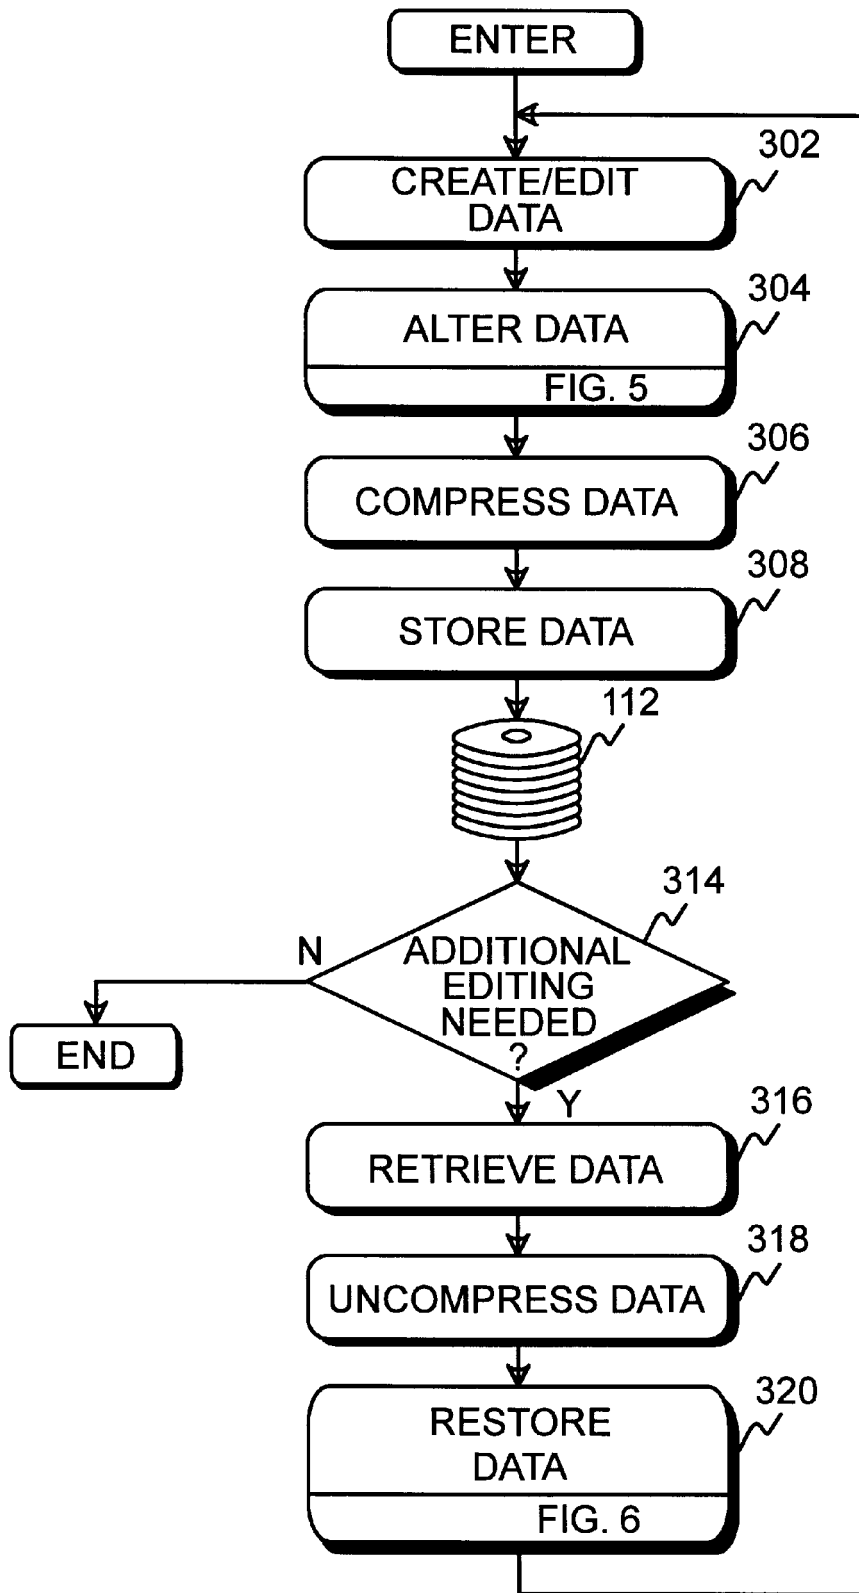 ENTER
302
CREATE/EDIT
DATA
304
ALTER DATA
FIG. 5
306
COMPRESS DATA
308
STORE DATA
112
314
N
ADDITIONAL
EDITING
NEEDED
?
END
Y
316
RETRIEVE DATA
318
UNCOMPRESS DATA
320
RESTORE
DATA
FIG. 6